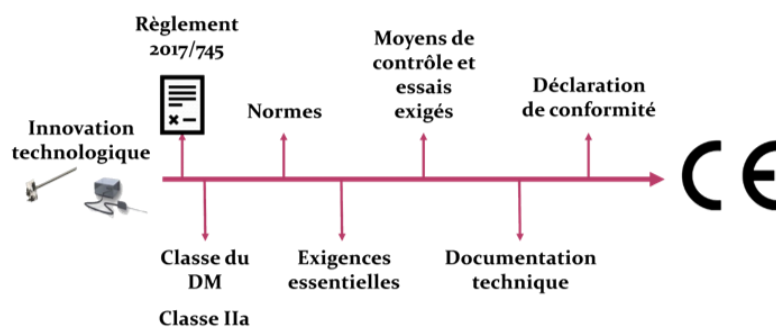 Règlement
2017/745
Moyens de
contrôle et
essais
exigés
Déclaration
de conformité
Normes
Innovation
technologique
CE
Classe du
DM
Classe IIa
Exigences
essentielles
Documentation
technique